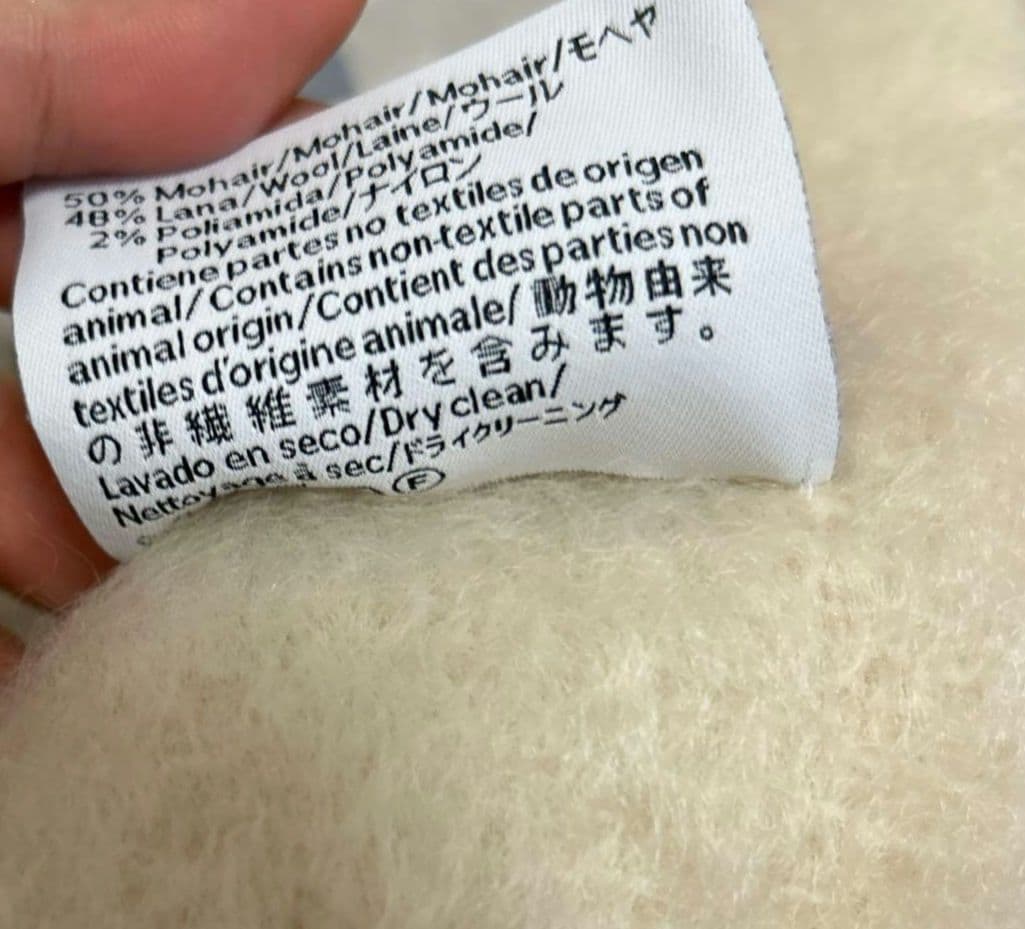 50% Mohair/Mohair/Mohair/モヘヤ
48% Lana/Wool/Laine/ウール
2% Poliamida/Polyamide/
Polyamide/ナイロン
Contiene partes no textiles de origen
animal/Contains non-textile parts of
animal origin/Contient des parties non
textiles d'origine animale/動物由来
の非繊維素材を含みます。
Lavado en seco/Dry clean/
Nettoyage à sec/ドライクリーニング
F